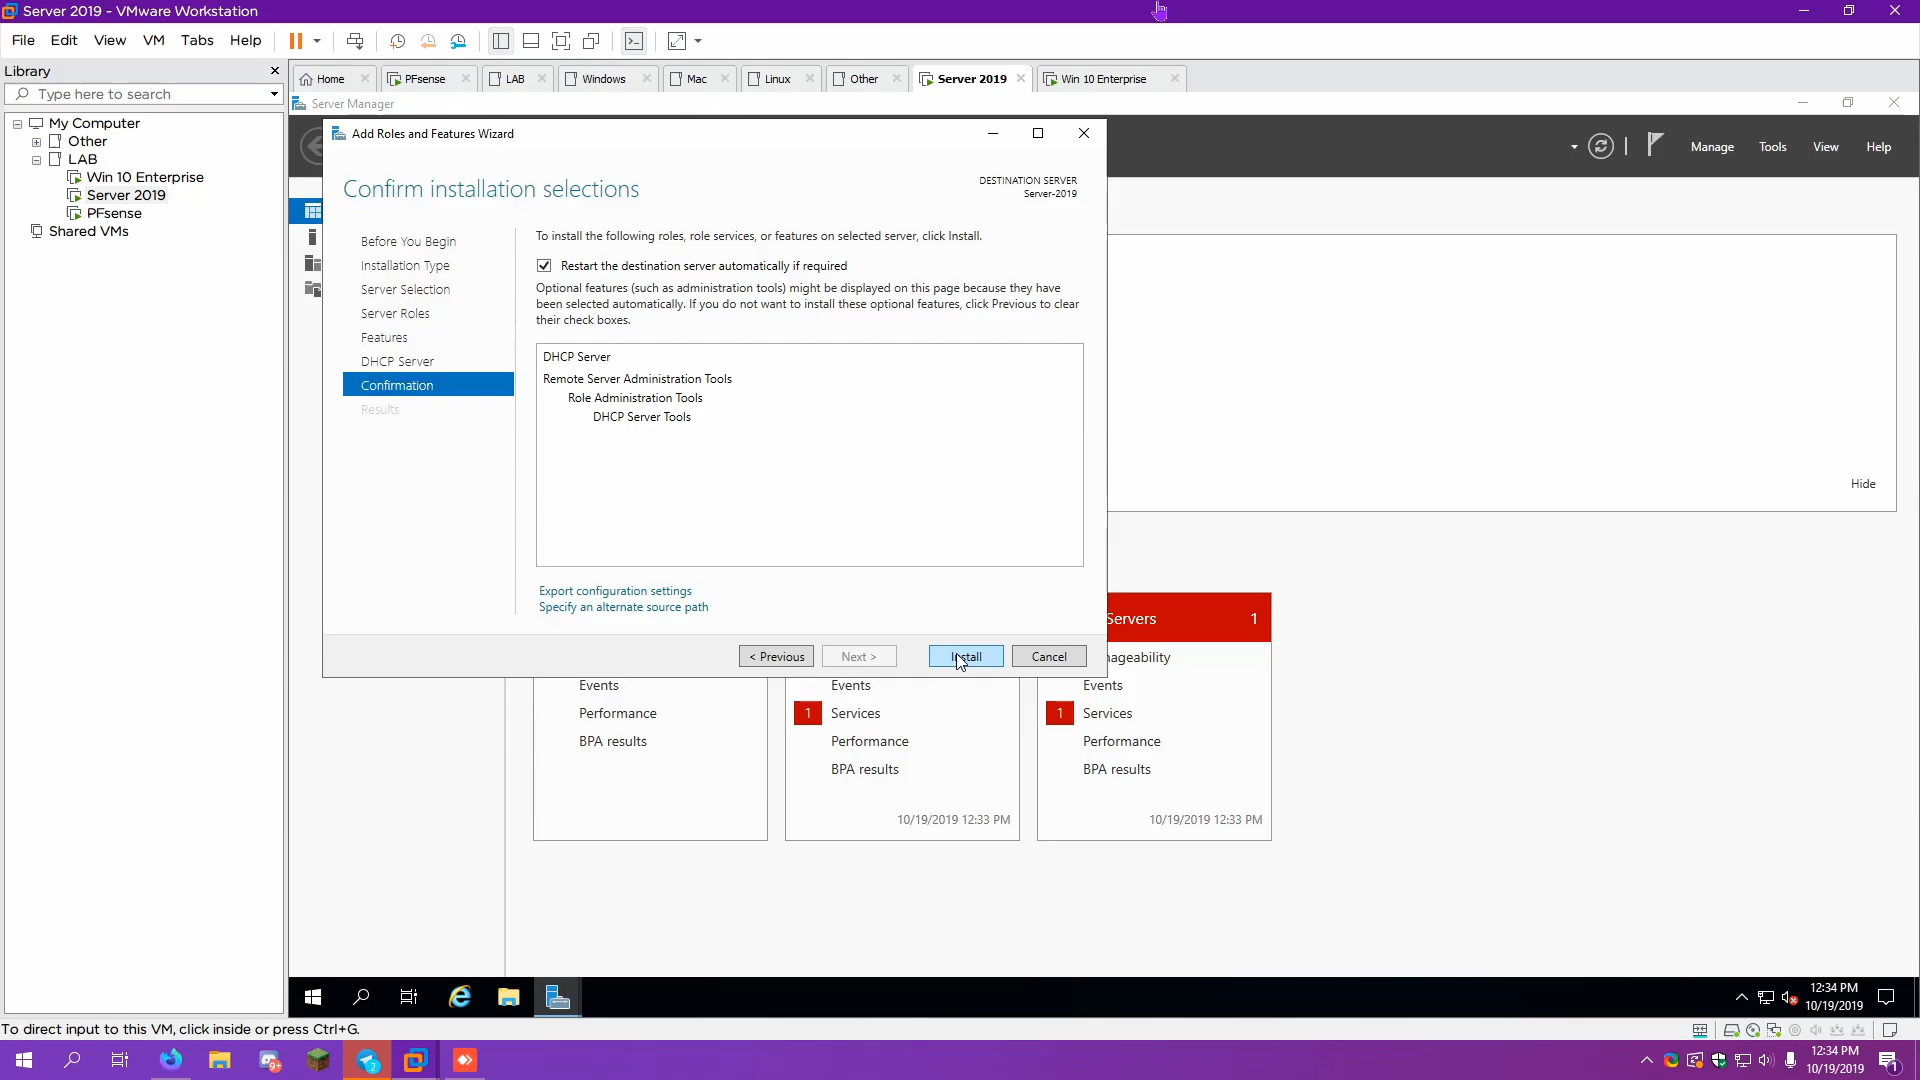 Server 2019 - VMware Workstation
File Edit View VM Tabs Help
Library
Type here to search
My Computer
Other
LAB
Win 10 Enterprise
Server 2019
PFsense
Shared VMs
Home
PFsense
LAB
Windows
Mac
Linux
Other
Server 2019
Win 10 Enterprise
Server Manager
Manage Tools View Help
Add Roles and Features Wizard
Confirm installation selections
DESTINATION SERVER
Server-2019
Before You Begin
Installation Type
Server Selection
Server Roles
Features
DHCP Server
Confirmation
Results
To install the following roles, role services, or features on selected server, click Install.
Restart the destination server automatically if required
Optional features (such as administration tools) might be displayed on this page because they have
been selected automatically. If you do not want to install these optional features, click Previous to clear
their check boxes.
DHCP Server
Remote Server Administration Tools
Role Administration Tools
DHCP Server Tools
Export configuration settings
Specify an alternate source path
< Previous Next > Install Cancel
Hide
Servers 1
nageability
Events
Performance
BPA results
Events
1 Services
Performance
BPA results
10/19/2019 12:33 PM
Events
1 Services
Performance
BPA results
10/19/2019 12:33 PM
12:34 PM
10/19/2019
To direct input to this VM, click inside or press Ctrl+G.
9+
2
12:34 PM
10/19/2019
1